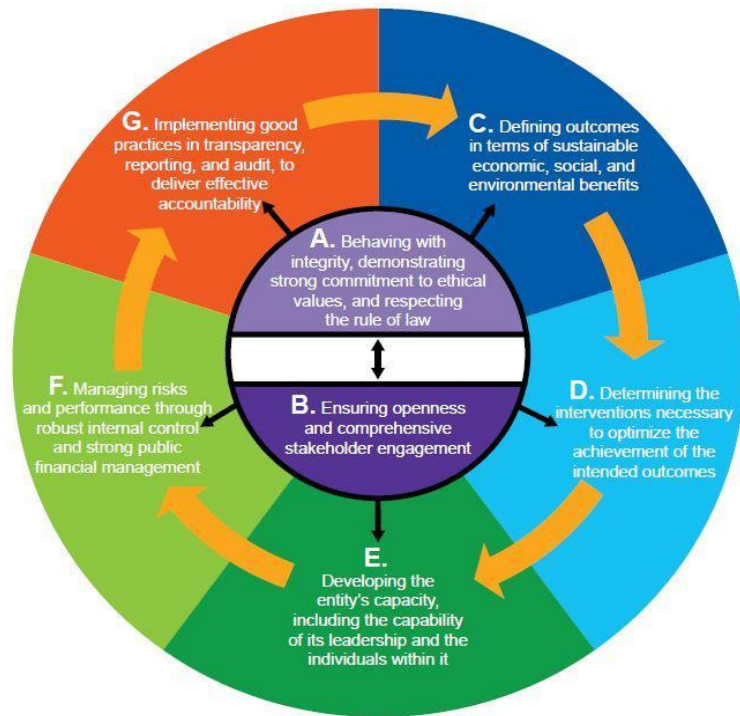 A. Behaving with
integrity, demonstrating
strong commitment to ethical
values, and respecting
the rule of law
B. Ensuring openness
and comprehensive
stakeholder engagement
C. Defining outcomes
in terms of sustainable
economic, social, and
environmental benefits
D. Determining the
interventions necessary
to optimize the
achievement of the
intended outcomes
E.
Developing the
entity's capacity,
including the capability
of its leadership and the
individuals within it
F. Managing risks
and performance through
robust internal control
and strong public
financial management
G. Implementing good
practices in transparency,
reporting, and audit, to
deliver effective
accountability